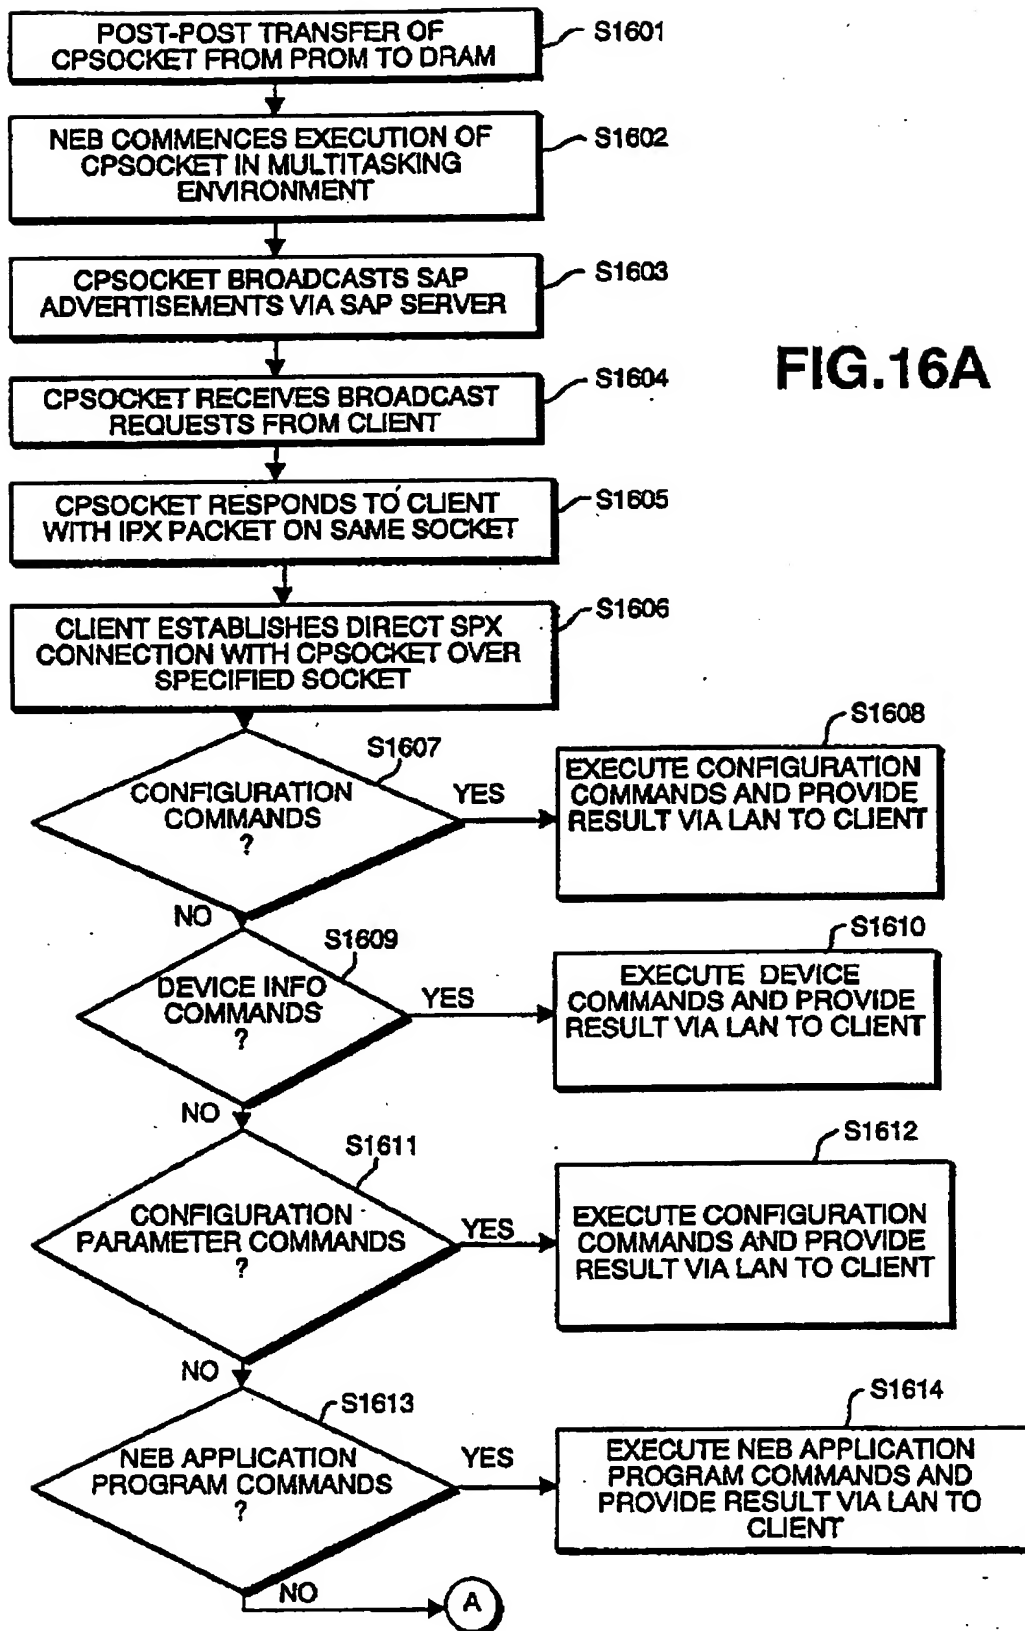 POST-POST TRANSFER OF
CPSOCKET FROM PROM TO DRAM
S1601
NEB COMMENCES EXECUTION OF
CPSOCKET IN MULTITASKING
ENVIRONMENT
S1602
CPSOCKET BROADCASTS SAP
ADVERTISEMENTS VIA SAP SERVER
S1603
FIG.16A
CPSOCKET RECEIVES BROADCAST
REQUESTS FROM CLIENT
S1604
CPSOCKET RESPONDS TO CLIENT
WITH IPX PACKET ON SAME SOCKET
S1605
CLIENT ESTABLISHES DIRECT SPX
CONNECTION WITH CPSOCKET OVER
SPECIFIED SOCKET
S1606
S1607
CONFIGURATION
COMMANDS
?
YES
NO
S1608
EXECUTE CONFIGURATION
COMMANDS AND PROVIDE
RESULT VIA LAN TO CLIENT
S1609
DEVICE INFO
COMMANDS
?
YES
NO
S1610
EXECUTE DEVICE
COMMANDS AND PROVIDE
RESULT VIA LAN TO CLIENT
S1611
CONFIGURATION
PARAMETER COMMANDS
?
YES
NO
S1612
EXECUTE CONFIGURATION
COMMANDS AND PROVIDE
RESULT VIA LAN TO CLIENT
S1613
NEB APPLICATION
PROGRAM COMMANDS
?
YES
NO
S1614
EXECUTE NEB APPLICATION
PROGRAM COMMANDS AND
PROVIDE RESULT VIA LAN TO
CLIENT
A